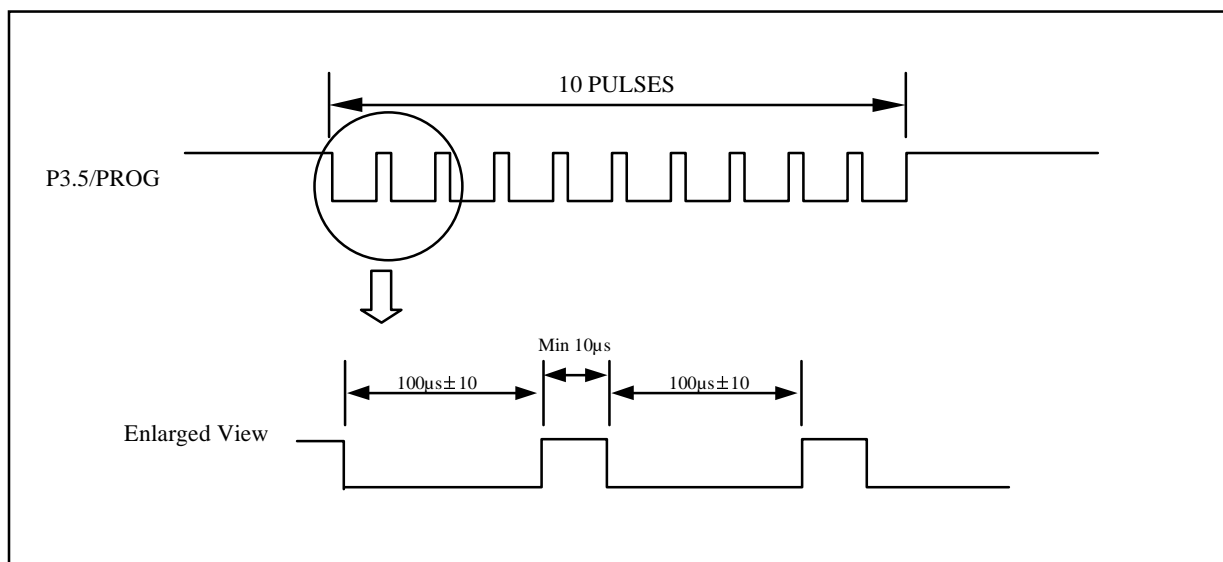 10 PULSES
P3.5/PROG
Min 10µs
100µs±10
100µs±10
Enlarged View